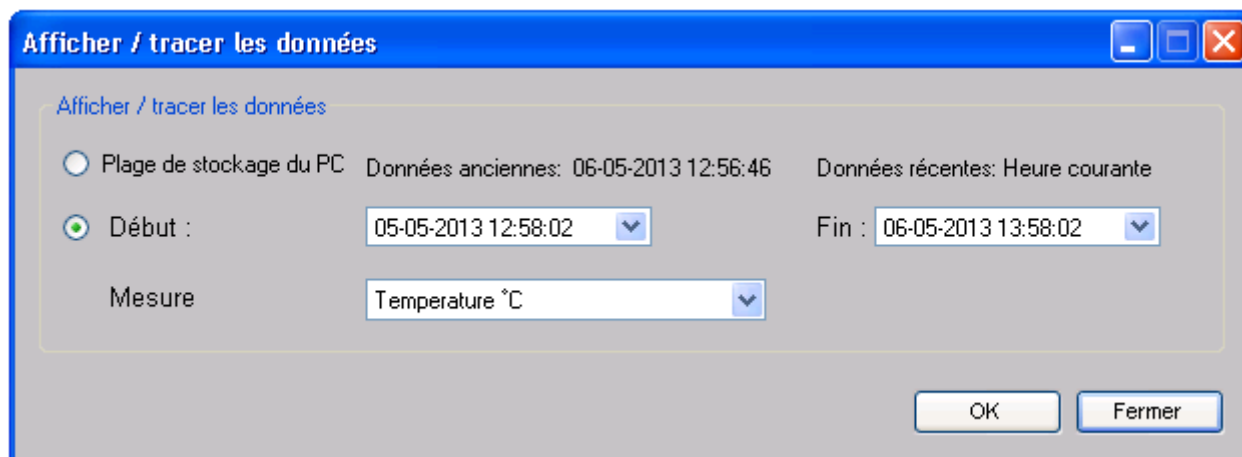 Afficher / tracer les données
Afficher / tracer les données
Plage de stockage du PC Données anciennes: 06-05-2013 12:56:46 Données récentes: Heure courante
Début : 05-05-2013 12:58:02 Fin : 06-05-2013 13:58:02
Mesure Temperature °C
OK Fermer